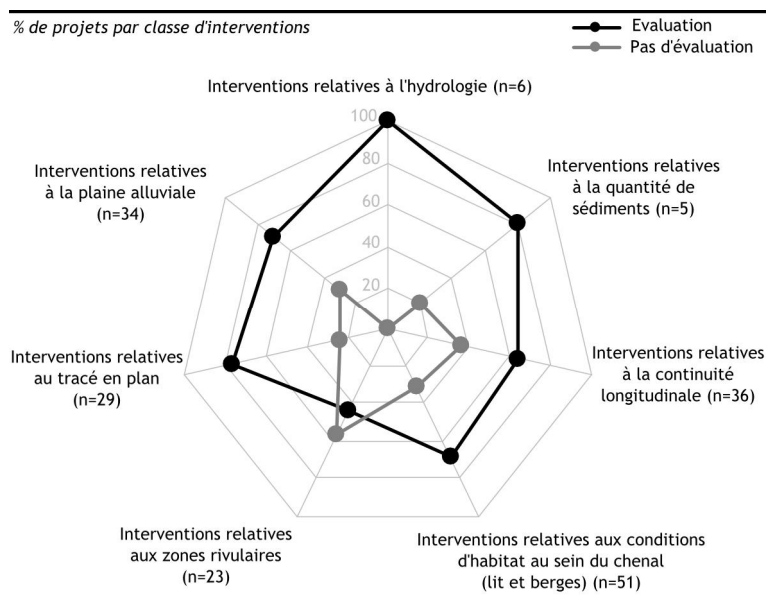 % de projets par classe d'interventions
Evaluation
Pas d'évaluation
Interventions relatives à l'hydrologie (n=6)
100
80
60
40
20
Interventions relatives
à la quantité de
sédiments (n=5)
Interventions relatives
à la continuité
longitudinale (n=36)
Interventions relatives aux conditions
d'habitat au sein du chenal
(lit et berges) (n=51)
Interventions relatives
aux zones rivulaires
(n=23)
Interventions relatives
au tracé en plan
(n=29)
Interventions relatives
à la plaine alluviale
(n=34)